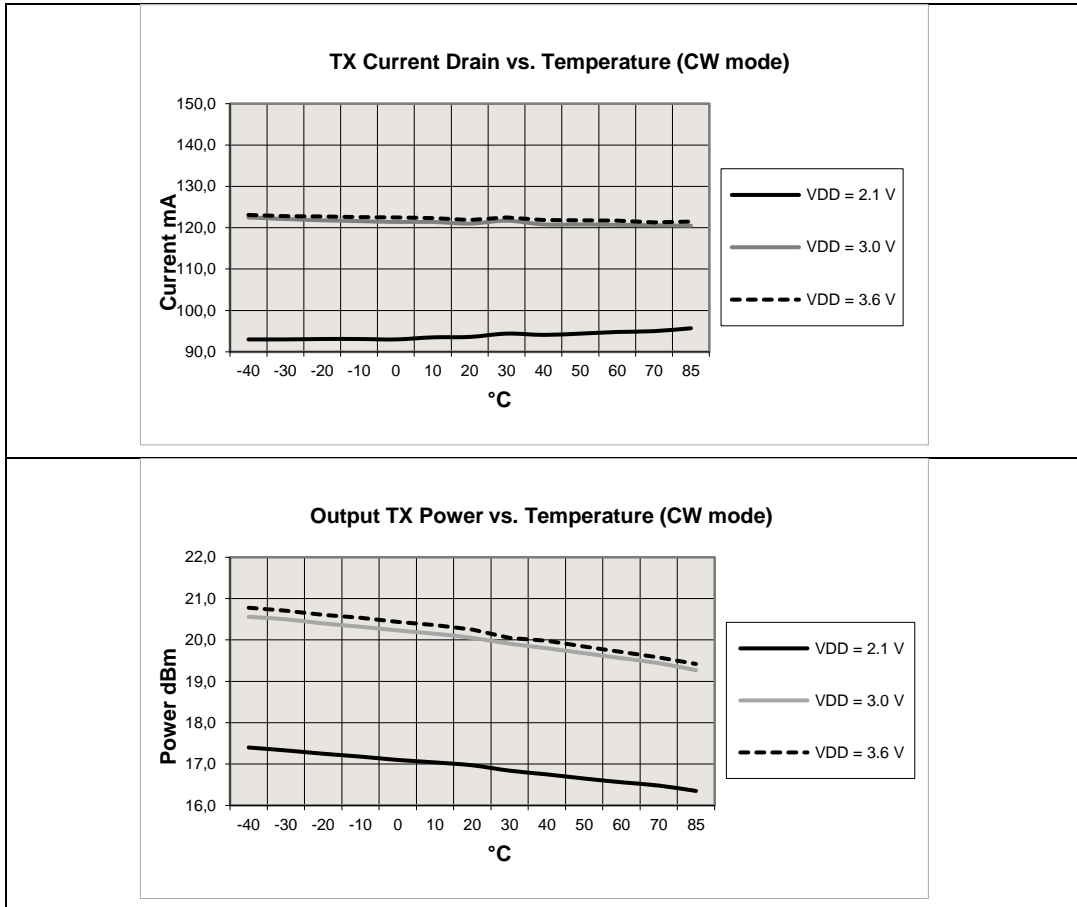 TX Current Drain vs. Temperature (CW mode)
150,0
140,0
130,0
120,0
110,0
100,0
90,0
Current mA
-40 -30 -20 -10 0 10 20 30 40 50 60 70 85
°C
VDD = 2.1 V
VDD = 3.0 V
VDD = 3.6 V
Output TX Power vs. Temperature (CW mode)
22,0
21,0
20,0
19,0
18,0
17,0
16,0
Power dBm
-40 -30 -20 -10 0 10 20 30 40 50 60 70 85
°C
VDD = 2.1 V
VDD = 3.0 V
VDD = 3.6 V